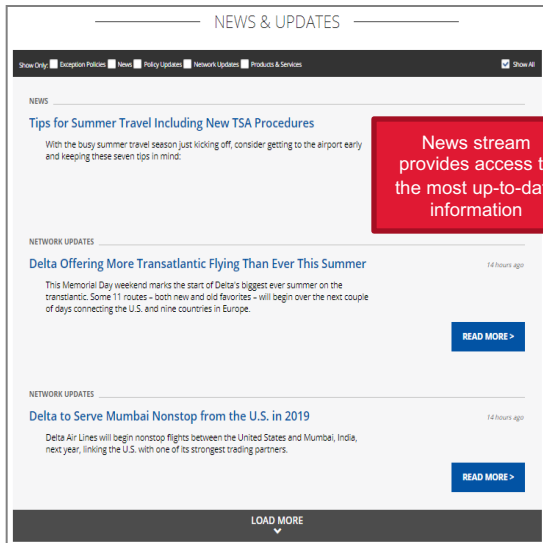 NEWS & UPDATES
Show Only: Exception Policies News Policy Updates Network Updates Products & Services Show All
NEWS
Tips for Summer Travel Including New TSA Procedures
With the busy summer travel season just kicking off, consider getting to the airport early
and keeping these seven tips in mind:
News stream
provides access
the most up-to-da
information
NETWORK UPDATES
Delta Offering More Transatlantic Flying Than Ever This Summer
14 hours ago
This Memorial Day weekend marks the start of Delta's biggest ever summer on the
transtlantic. Some 11 routes – both new and old favorites – will begin over the next couple
of days connecting the U.S. and nine countries in Europe.
READ MORE >
NETWORK UPDATES
Delta to Serve Mumbai Nonstop from the U.S. in 2019
14 hours ago
Delta Air Lines will begin nonstop flights between the United States and Mumbai, India,
next year, linking the U.S. with one of its strongest trading partners.
READ MORE >
LOAD MORE